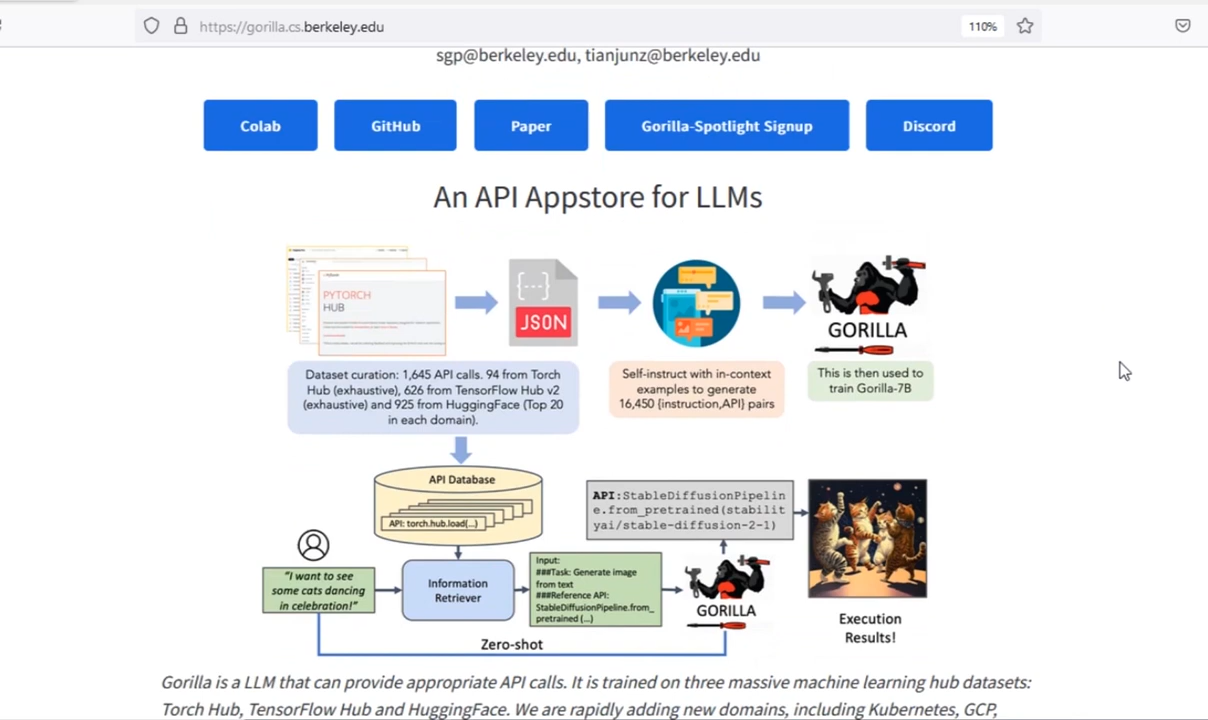 https://gorilla.cs.berkeley.edu
110%
sgp@berkeley.edu, tianjunz@berkeley.edu
Colab
GitHub
Paper
Gorilla-Spotlight Signup
Discord
An API Appstore for LLMs
PYTORCH
HUB
{---}
JSON
GORILLA
Dataset curation: 1,645 API calls. 94 from Torch
Hub (exhaustive), 626 from TensorFlow Hub v2
(exhaustive) and 925 from HuggingFace (Top 20
in each domain).
Self-instruct with in-context
examples to generate
16,450 {instruction,API} pairs
This is then used to
train Gorilla-7B
API Database
API: torch.hub.load(...)
"I want to see
some cats dancing
in celebration!"
Information
Retriever
Input:
###Task: Generate image
from text
###Reference API:
StableDiffusionPipeline.from_
pretrained (...)
GORILLA
API:StableDiffusionPipelin
e.from_pretrained(stabilit
yai/stable-diffusion-2-1)
Execution
Results!
Zero-shot
Gorilla is a LLM that can provide appropriate API calls. It is trained on three massive machine learning hub datasets:
Torch Hub, TensorFlow Hub and HuggingFace. We are rapidly adding new domains, including Kubernetes, GCP,